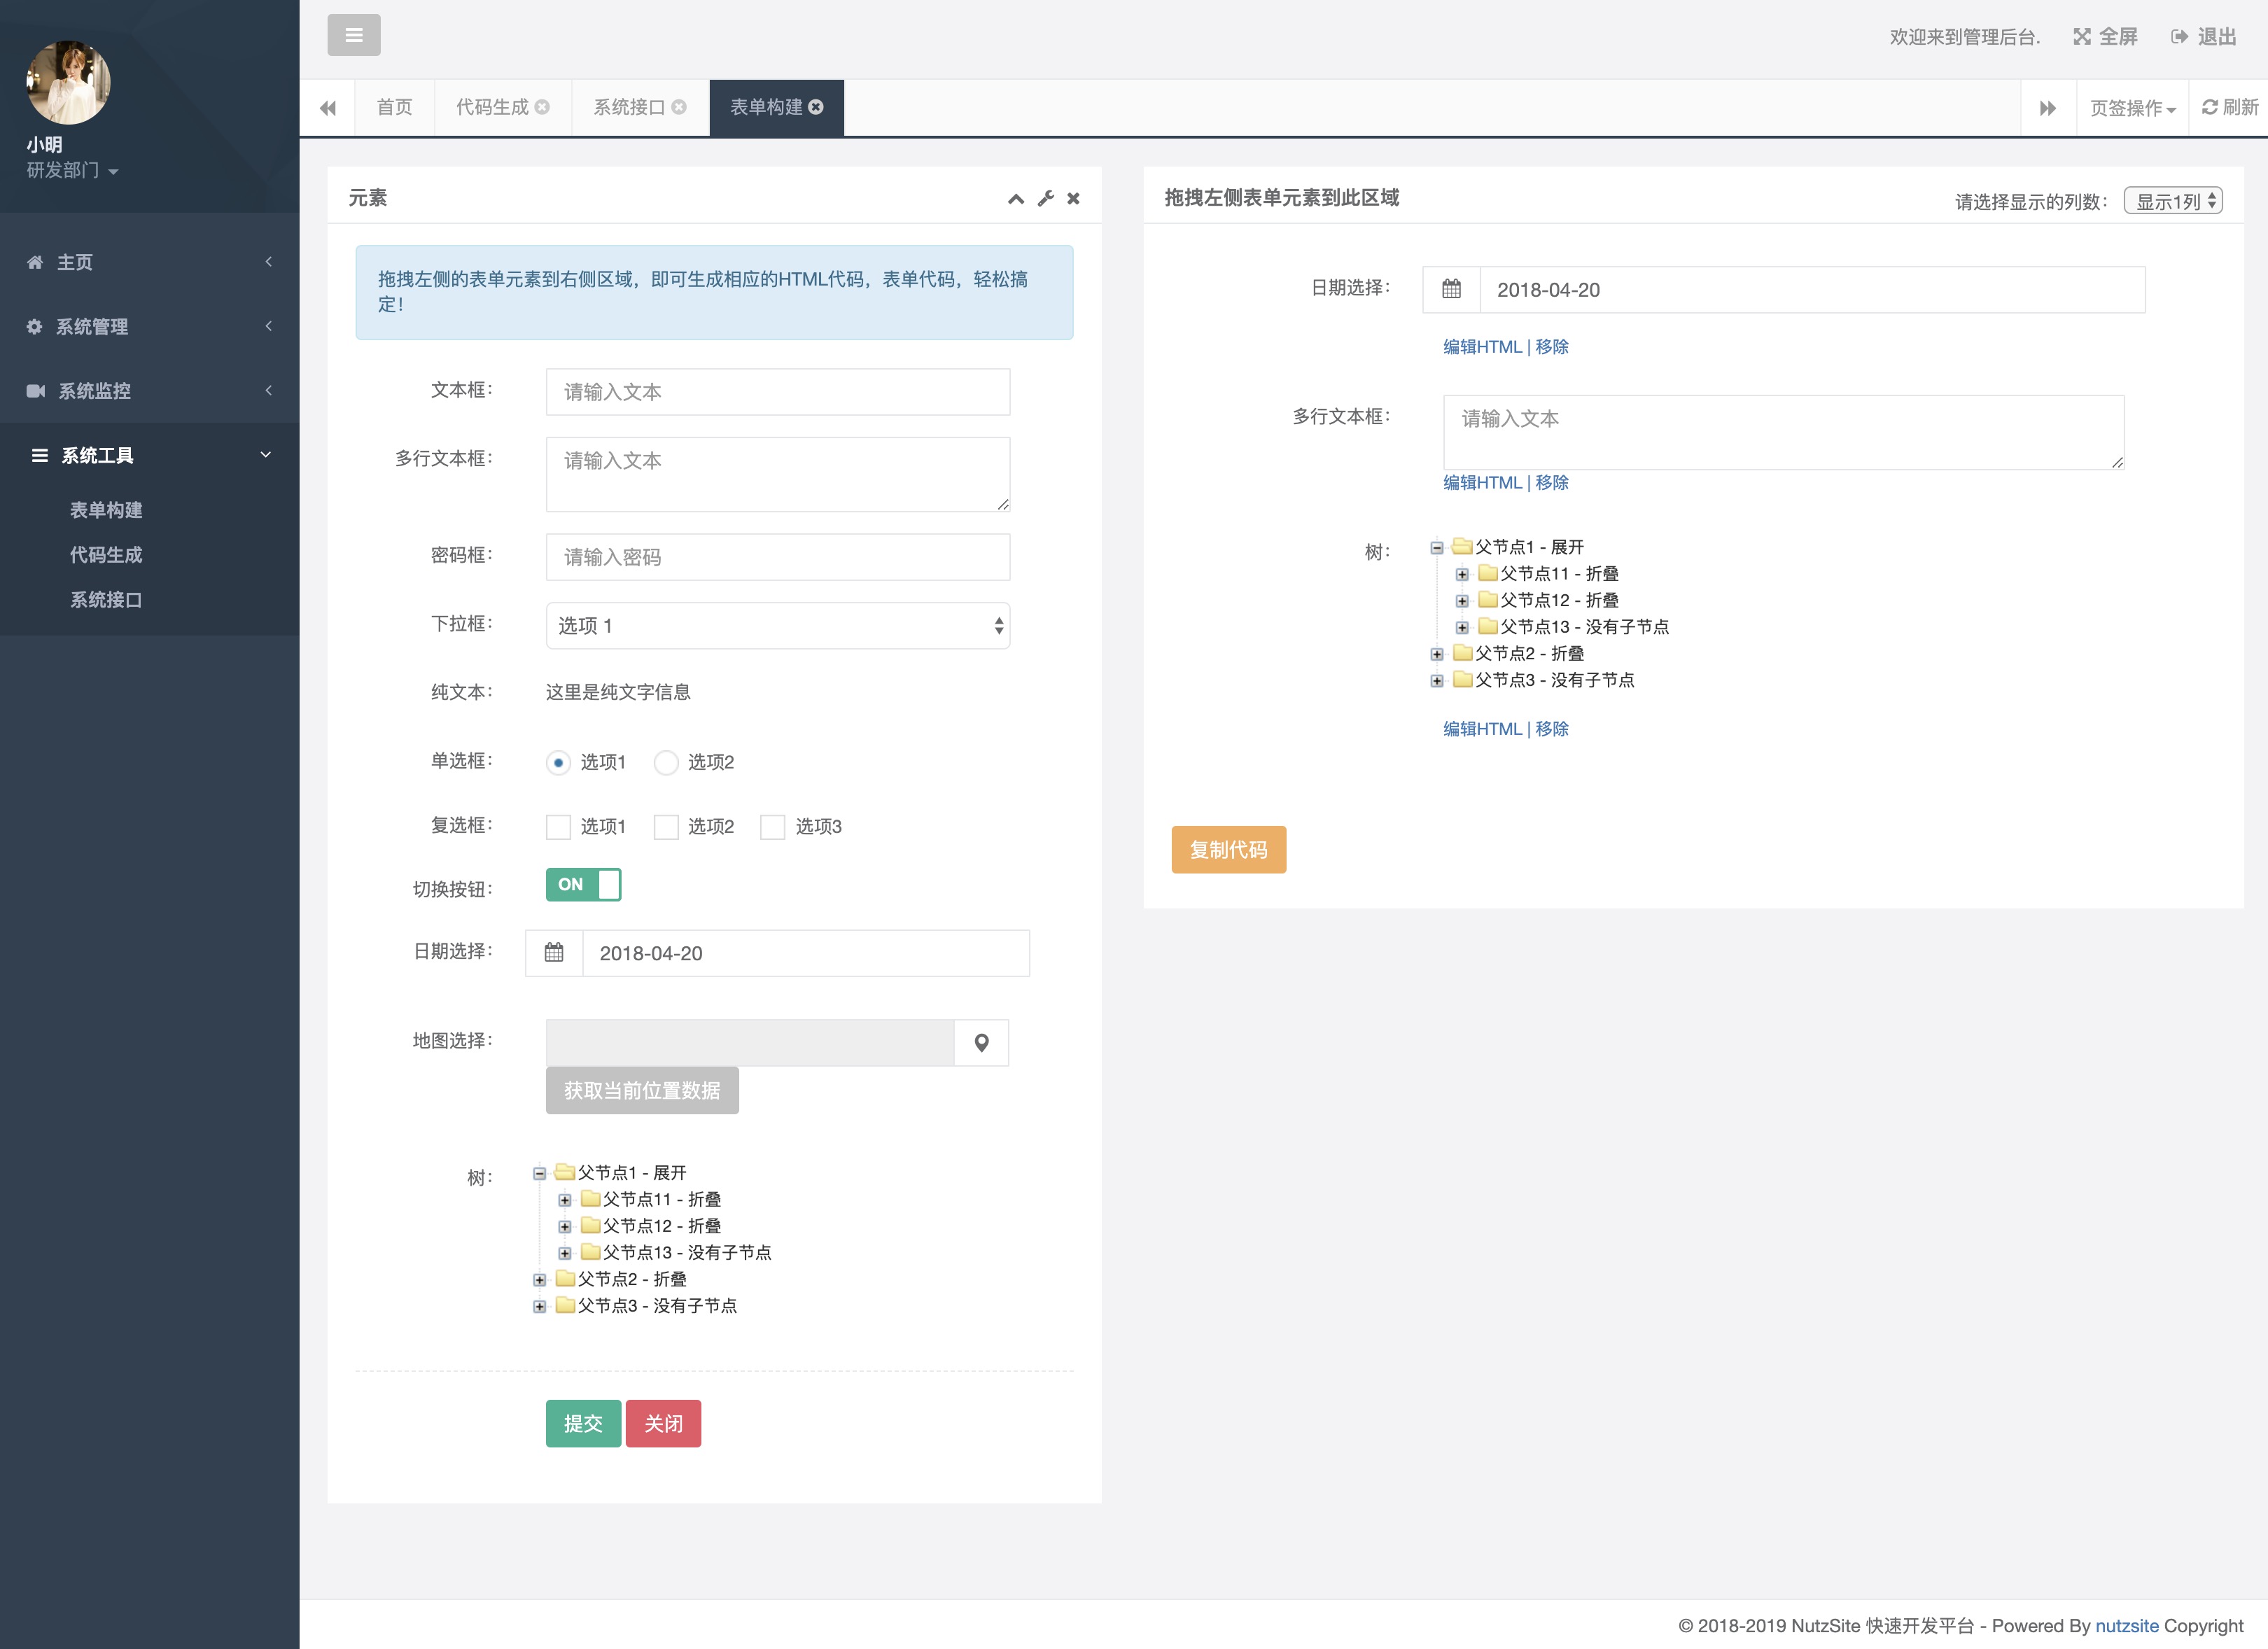 小明
研发部门
主页
系统管理
系统监控
系统工具
表单构建
代码生成
系统接口
欢迎来到管理后台.
全屏
退出
首页
代码生成
系统接口
表单构建
页签操作
刷新
元素
拖拽左侧的表单元素到右侧区域，即可生成相应的HTML代码，表单代码，轻松搞
定！
文本框：
请输入文本
多行文本框：
请输入文本
密码框：
请输入密码
下拉框：
选项 1
纯文本：
这里是纯文字信息
单选框：
选项1
选项2
复选框：
选项1
选项2
选项3
切换按钮：
ON
日期选择：
2018-04-20
地图选择：
获取当前位置数据
树：
父节点1 - 展开
父节点11 - 折叠
父节点12 - 折叠
父节点13 - 没有子节点
父节点2 - 折叠
父节点3 - 没有子节点
提交
关闭
拖拽左侧表单元素到此区域
请选择显示的列数：
显示1列
日期选择：
2018-04-20
编辑HTML | 移除
多行文本框：
请输入文本
编辑HTML | 移除
树：
父节点1 - 展开
父节点11 - 折叠
父节点12 - 折叠
父节点13 - 没有子节点
父节点2 - 折叠
父节点3 - 没有子节点
编辑HTML | 移除
复制代码
© 2018-2019 NutzSite 快速开发平台 - Powered By nutzsite Copyright